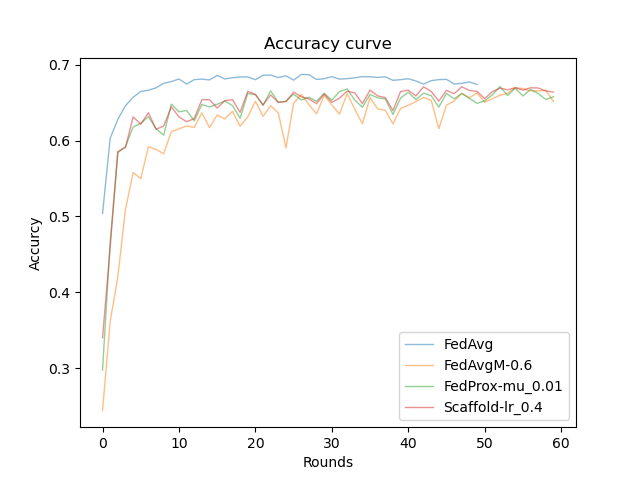 Accuracy curve
0.7
0.6
0.5
0.4
0.3
Accurcy
0 10 20 30 40 50 60
Rounds
FedAvg
FedAvgM-0.6
FedProx-mu_0.01
Scaffold-lr_0.4